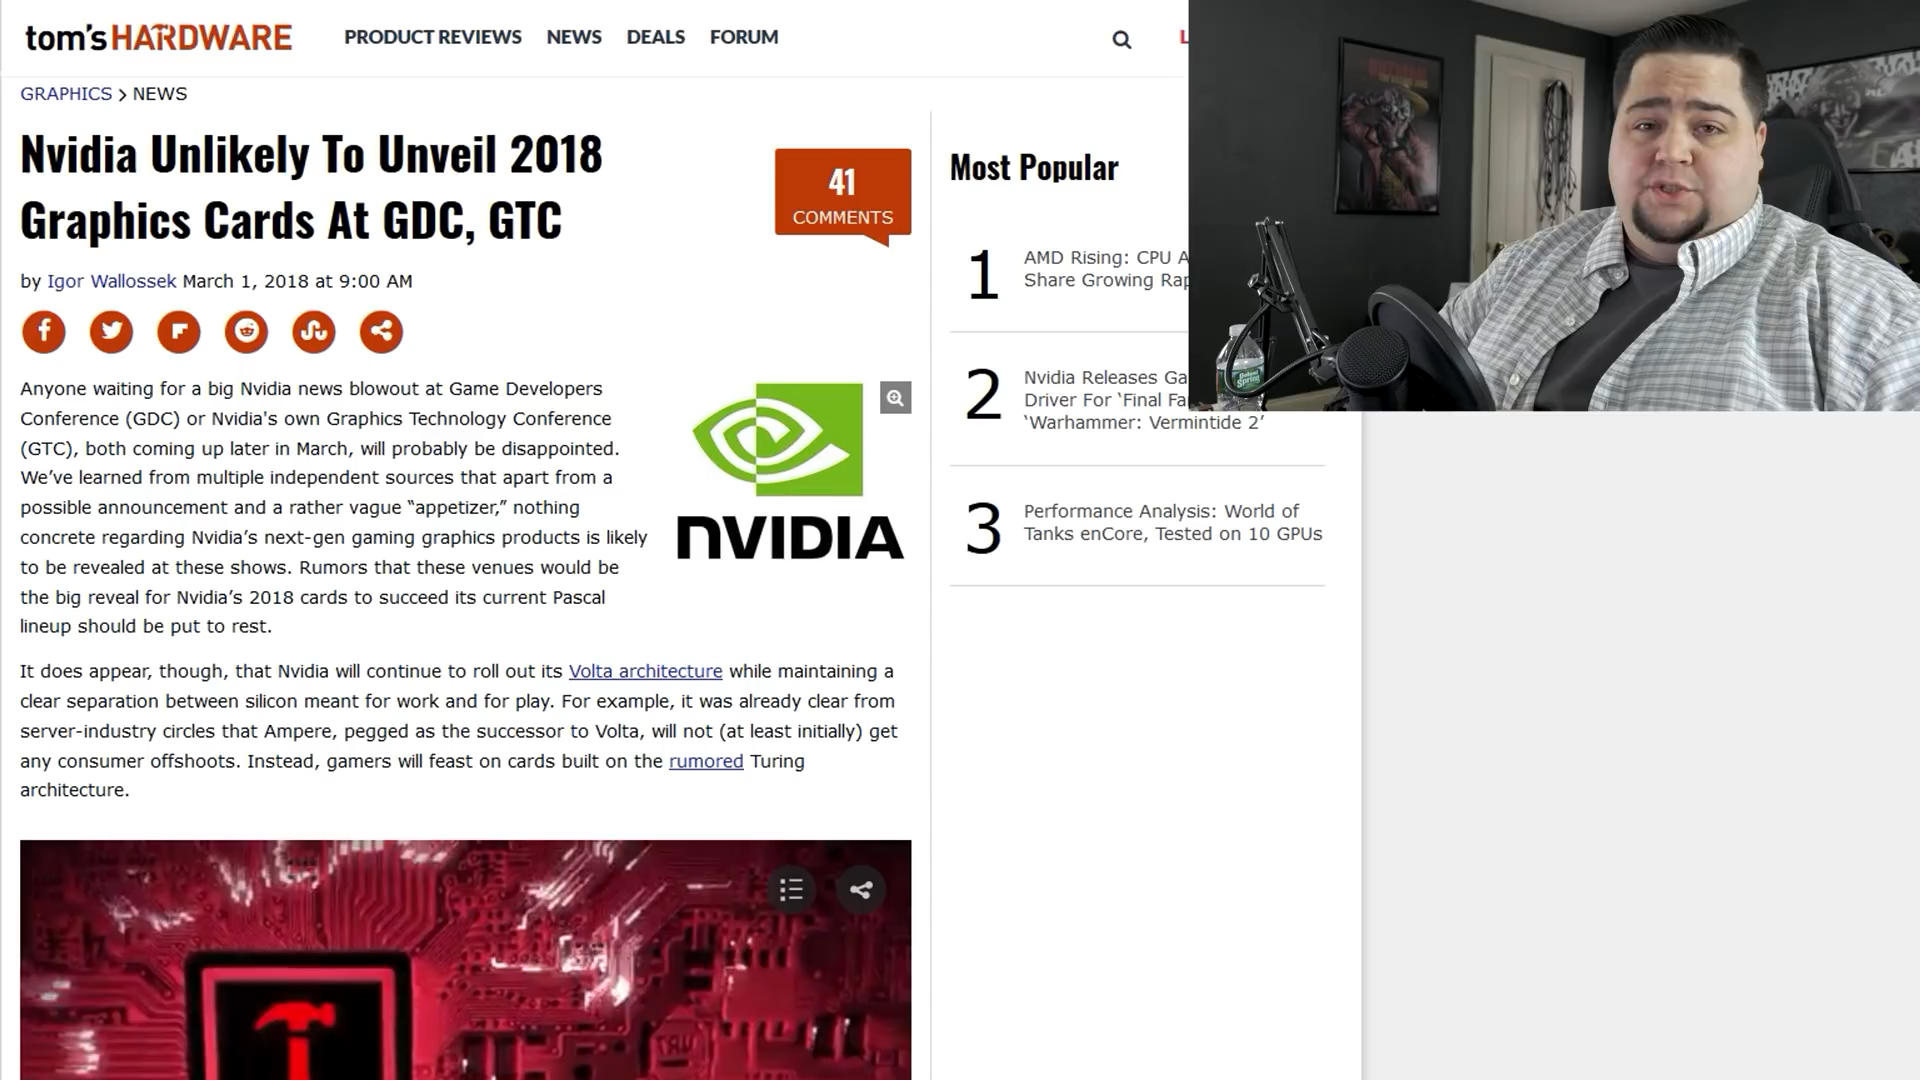 tom's HARDWARE
PRODUCT REVIEWS NEWS DEALS FORUM
GRAPHICS > NEWS
Nvidia Unlikely To Unveil 2018
Graphics Cards At GDC, GTC
41
COMMENTS
by Igor Wallossek March 1, 2018 at 9:00 AM
Anyone waiting for a big Nvidia news blowout at Game Developers
Conference (GDC) or Nvidia's own Graphics Technology Conference
(GTC), both coming up later in March, will probably be disappointed.
We’ve learned from multiple independent sources that apart from a
possible announcement and a rather vague “appetizer,” nothing
concrete regarding Nvidia’s next-gen gaming graphics products is likely
to be revealed at these shows. Rumors that these venues would be
the big reveal for Nvidia’s 2018 cards to succeed its current Pascal
lineup should be put to rest.
NVIDIA
It does appear, though, that Nvidia will continue to roll out its Volta architecture while maintaining a
clear separation between silicon meant for work and for play. For example, it was already clear from
server-industry circles that Ampere, pegged as the successor to Volta, will not (at least initially) get
any consumer offshoots. Instead, gamers will feast on cards built on the rumored Turing
architecture.
Most Popular
1
AMD Rising: CPU A
Share Growing Rap
2
Nvidia Releases Ga
Driver For ‘Final Fa
‘Warhammer: Vermintide 2’
3
Performance Analysis: World of
Tanks enCore, Tested on 10 GPUs
Poland
Spring